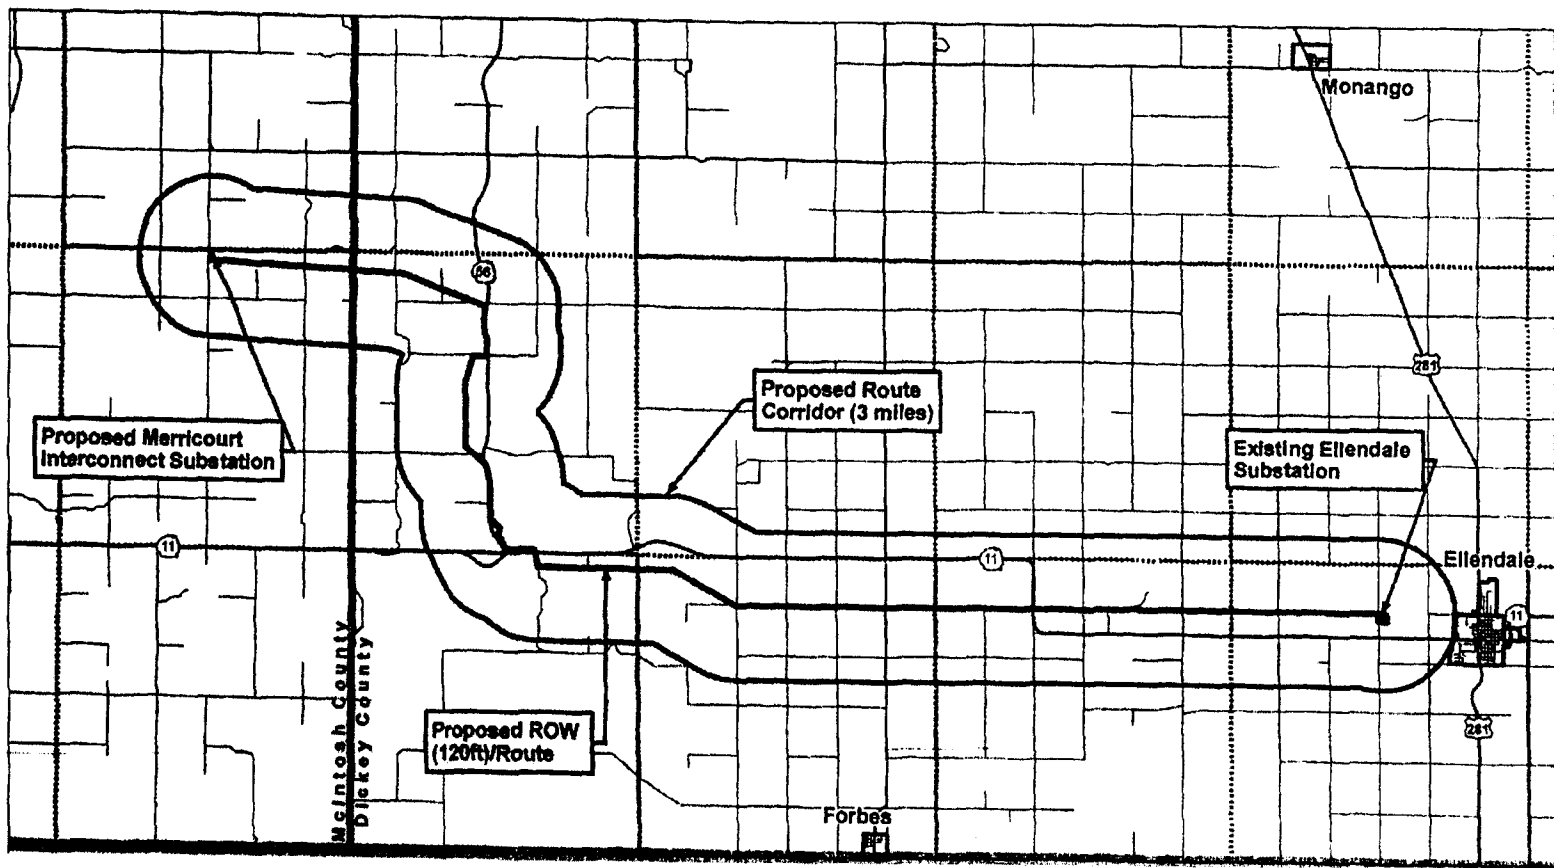 Monango
56
281
Proposed Route
Corridor (3 miles)
Proposed Merricourt
Interconnect Substation
Existing Ellendale
Substation
11
11
Ellendale
11
McIntosh County
Dickey County
Proposed ROW
(120ft)/Route
281
Forbes